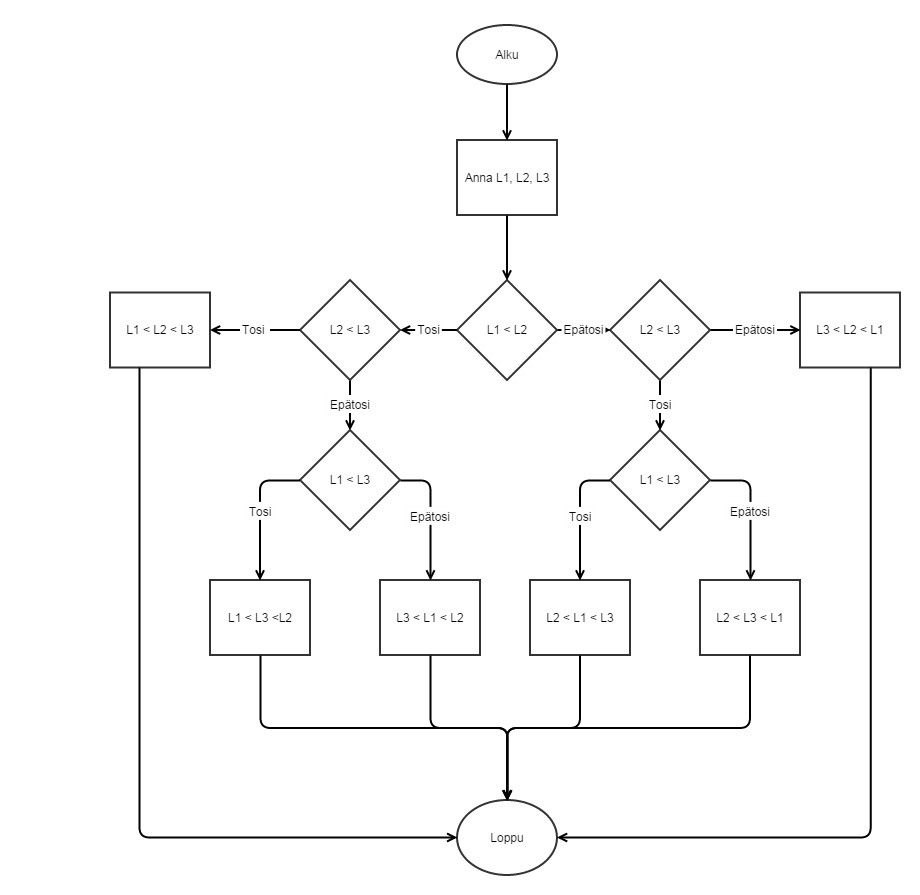 Alku
Anna L1, L2, L3
L1 < L2 < L3
Tosi
L2 < L3
Tosi
L1 < L2
Epätosi
L2 < L3
Epätosi
L3 < L2 < L1
Epätosi
Tosi
L1 < L3
L1 < L3
Tosi
Epätosi
Tosi
Epätosi
L1 < L3 <L2
L3 < L1 < L2
L2 < L1 < L3
L2 < L3 < L1
Loppu